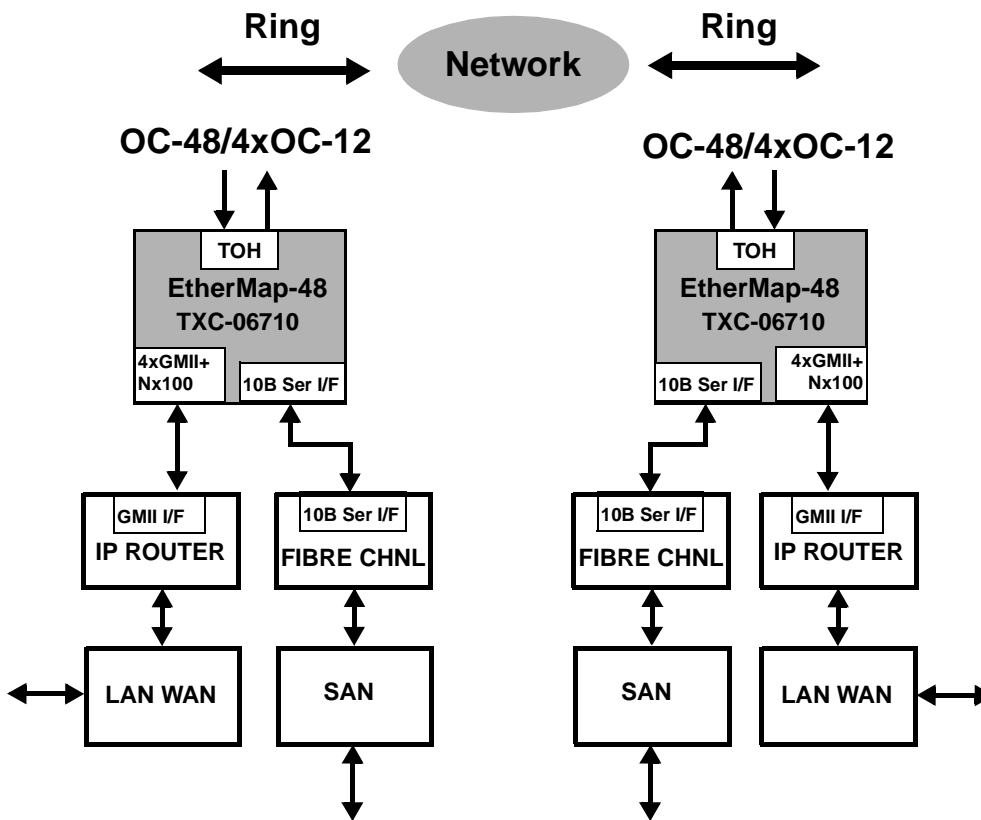 Ring
Network
Ring
OC-48/4xOC-12
OC-48/4xOC-12
TOH
EtherMap-48
TXC-06710
4xGMII+
Nx100
10B Ser I/F
TOH
EtherMap-48
TXC-06710
10B Ser I/F
4xGMII+
Nx100
GMII I/F
IP ROUTER
10B Ser I/F
FIBRE CHNL
10B Ser I/F
FIBRE CHNL
GMII I/F
IP ROUTER
LAN WAN
SAN
SAN
LAN WAN